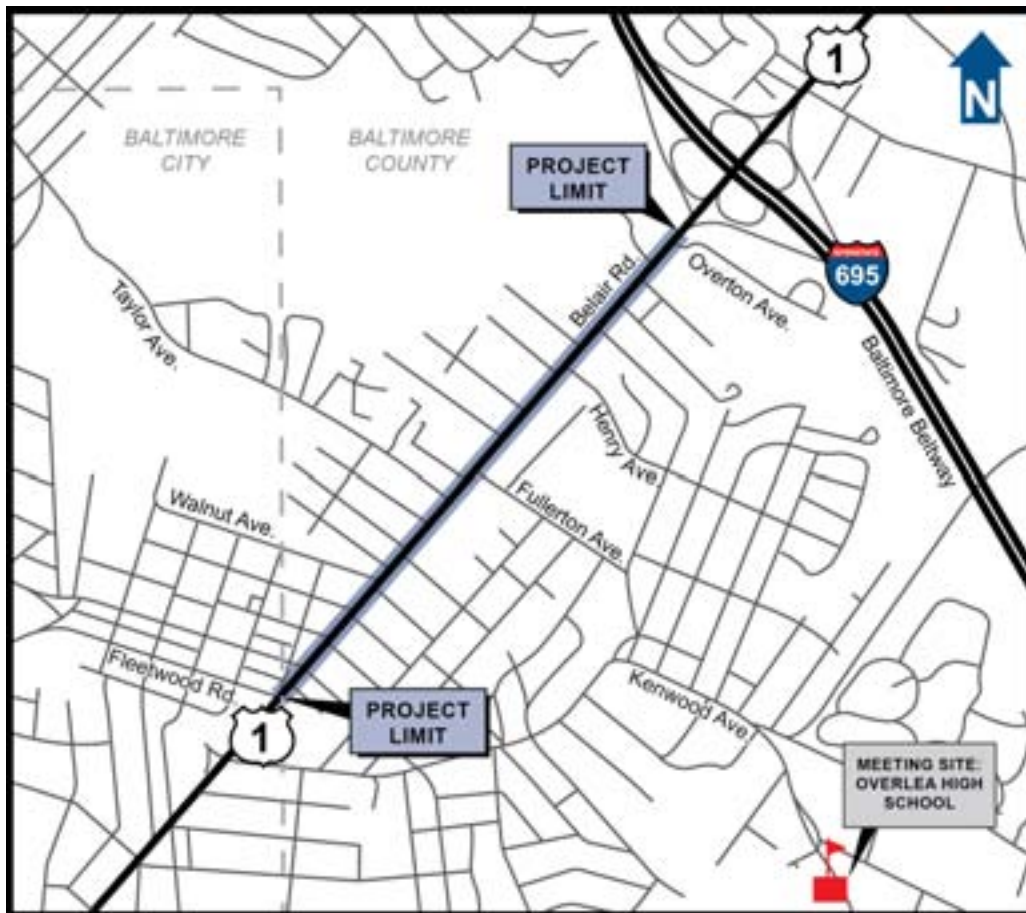 1
N
BALTIMORE
CITY
BALTIMORE
COUNTY
PROJECT
LIMIT
INTERSTATE
695
Overton Ave.
Belair Rd.
Taylor Ave.
Baltimore Beltway
Henry Ave.
Walnut Ave.
Fullerton Ave.
Fleetwood Rd.
Kenwood Ave.
PROJECT
LIMIT
1
MEETING SITE:
OVERLEA HIGH
SCHOOL